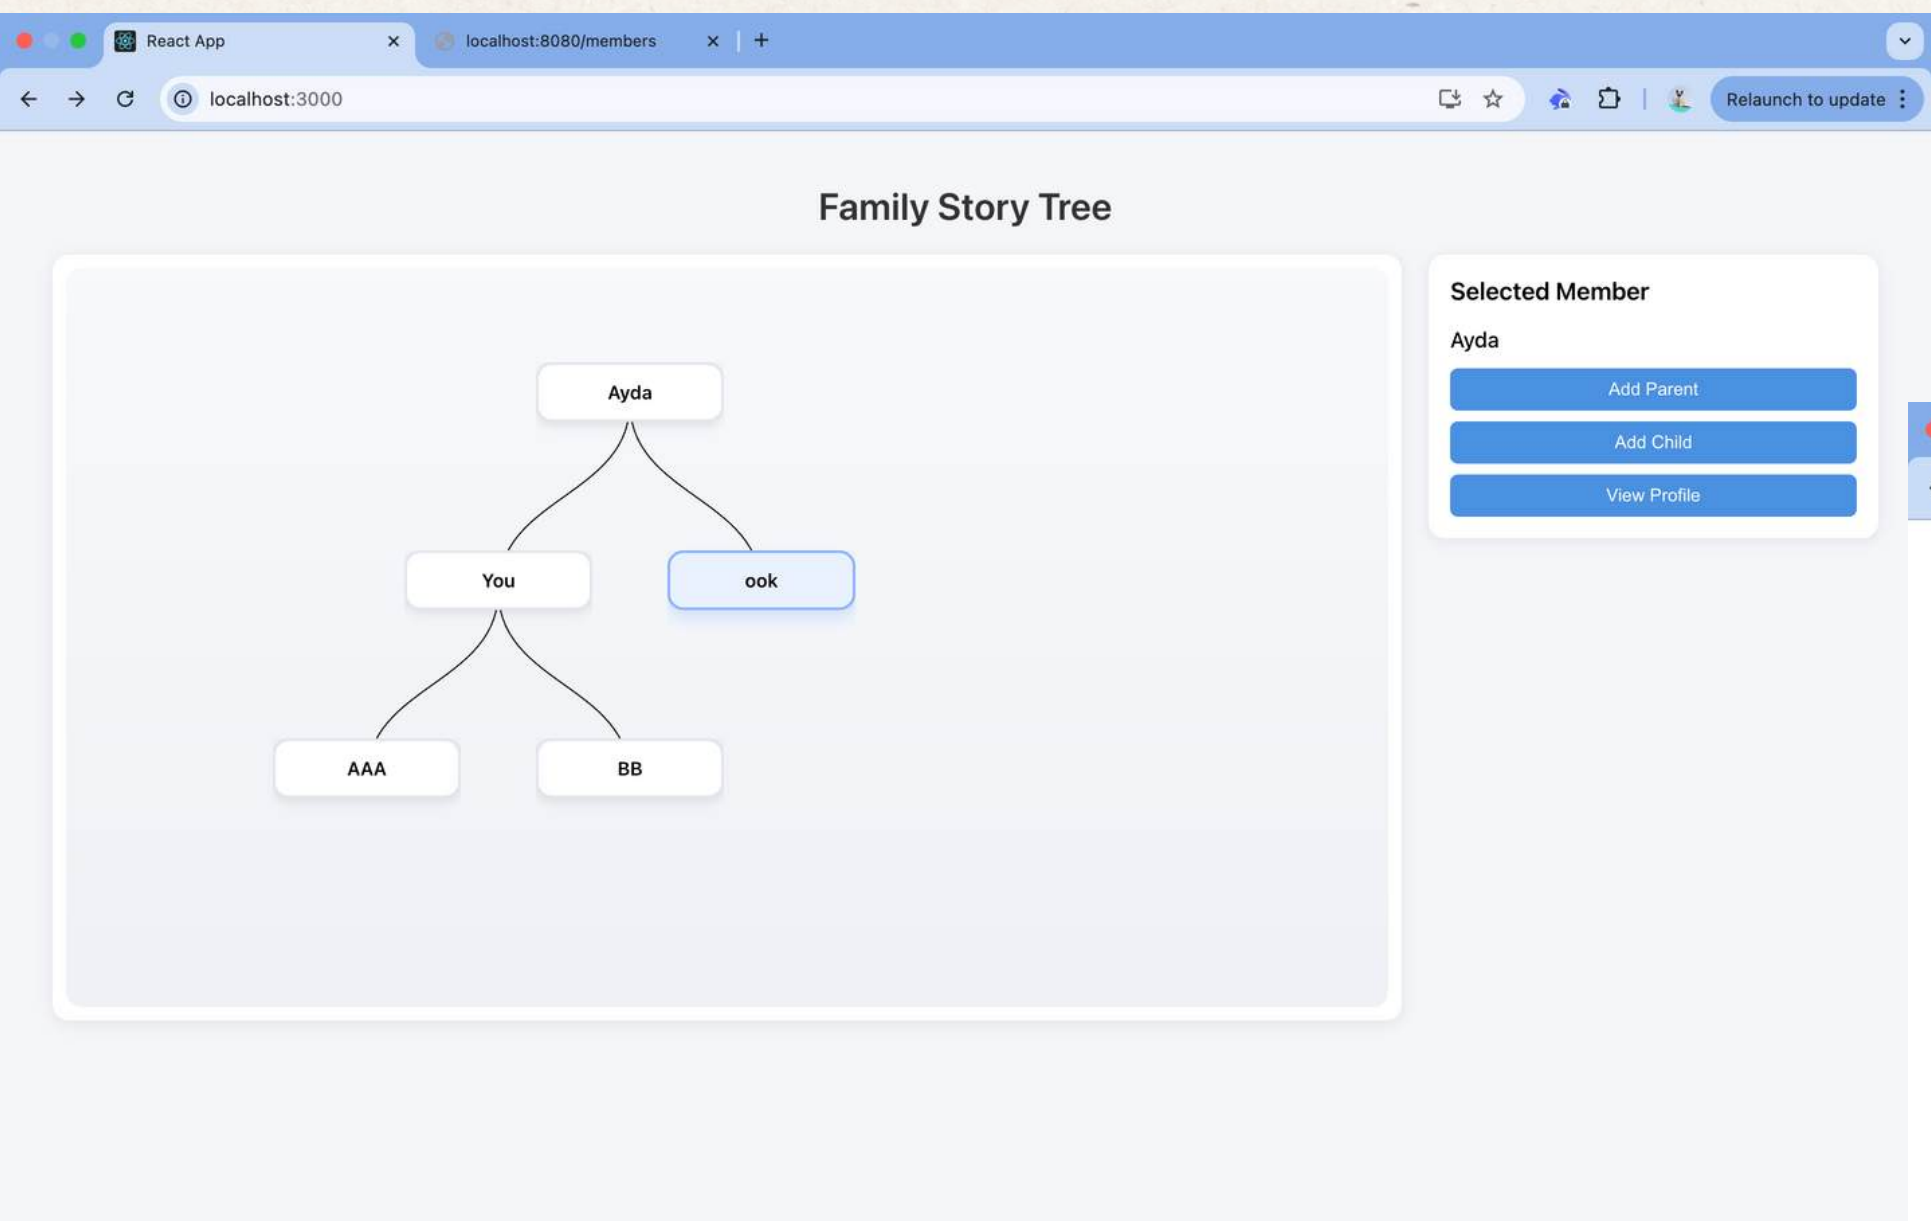 React App
localhost:8080/members
localhost:3000
Relaunch to update
Family Story Tree
Selected Member
Ayda
Add Parent
Add Child
View Profile
Ayda
You
ook
AAA
BB